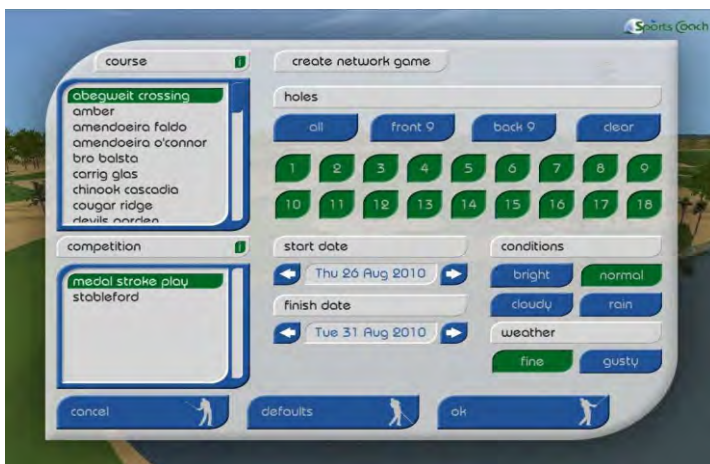 Sports Coach
course
create network game
abegweit crossing
amber
amendoeira faldo
amendoeira o'connor
bro balsta
carrig glas
chinook cascadia
cougar ridge
devils garden
holes
all front 9 back 9 clear
1 2 3 4 5 6 7 8 9
10 11 12 13 14 15 16 17 18
competition
medal stroke play
stableford
start date
Thu 26 Aug 2010
finish date
Tue 31 Aug 2010
conditions
bright normal
cloudy rain
weather
fine gusty
cancel defaults ok